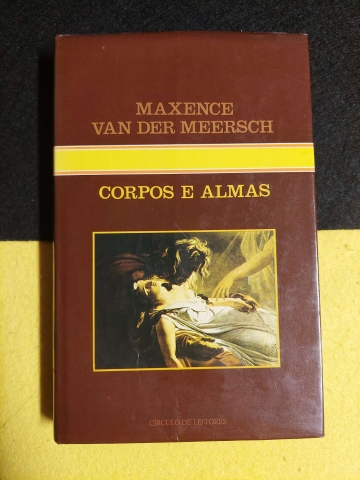 MAXENCE
VAN DER MEERSCH
CORPOS E ALMAS
CÍRCULO DE LEITORES